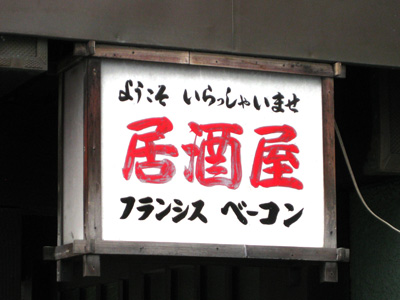 ようこそ いらっしゃいませ
居酒屋
フランシス ベーコン